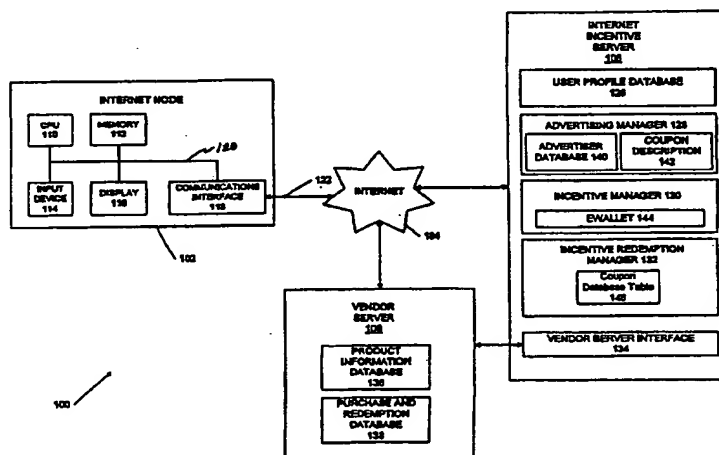 INTERNET NODE
CPU
110
MEMORY
112
120
INPUT
DEVICE
114
DISPLAY
116
COMMUNICATIONS
INTERFACE
118
102
122
INTERNET
104
VENDOR
SERVER
108
PRODUCT
INFORMATION
DATABASE
136
PURCHASE AND
REDEMPTION
DATABASE
138
100
INTERNET
INCENTIVE
SERVER
106
USER PROFILE DATABASE
126
ADVERTISING MANAGER 128
ADVERTISER
DATABASE 140
COUPON
DESCRIPTION
142
INCENTIVE MANAGER 130
EWALLET 144
INCENTIVE REDEMPTION
MANAGER 132
Coupon
Database Table
146
VENDOR SERVER INTERFACE
134